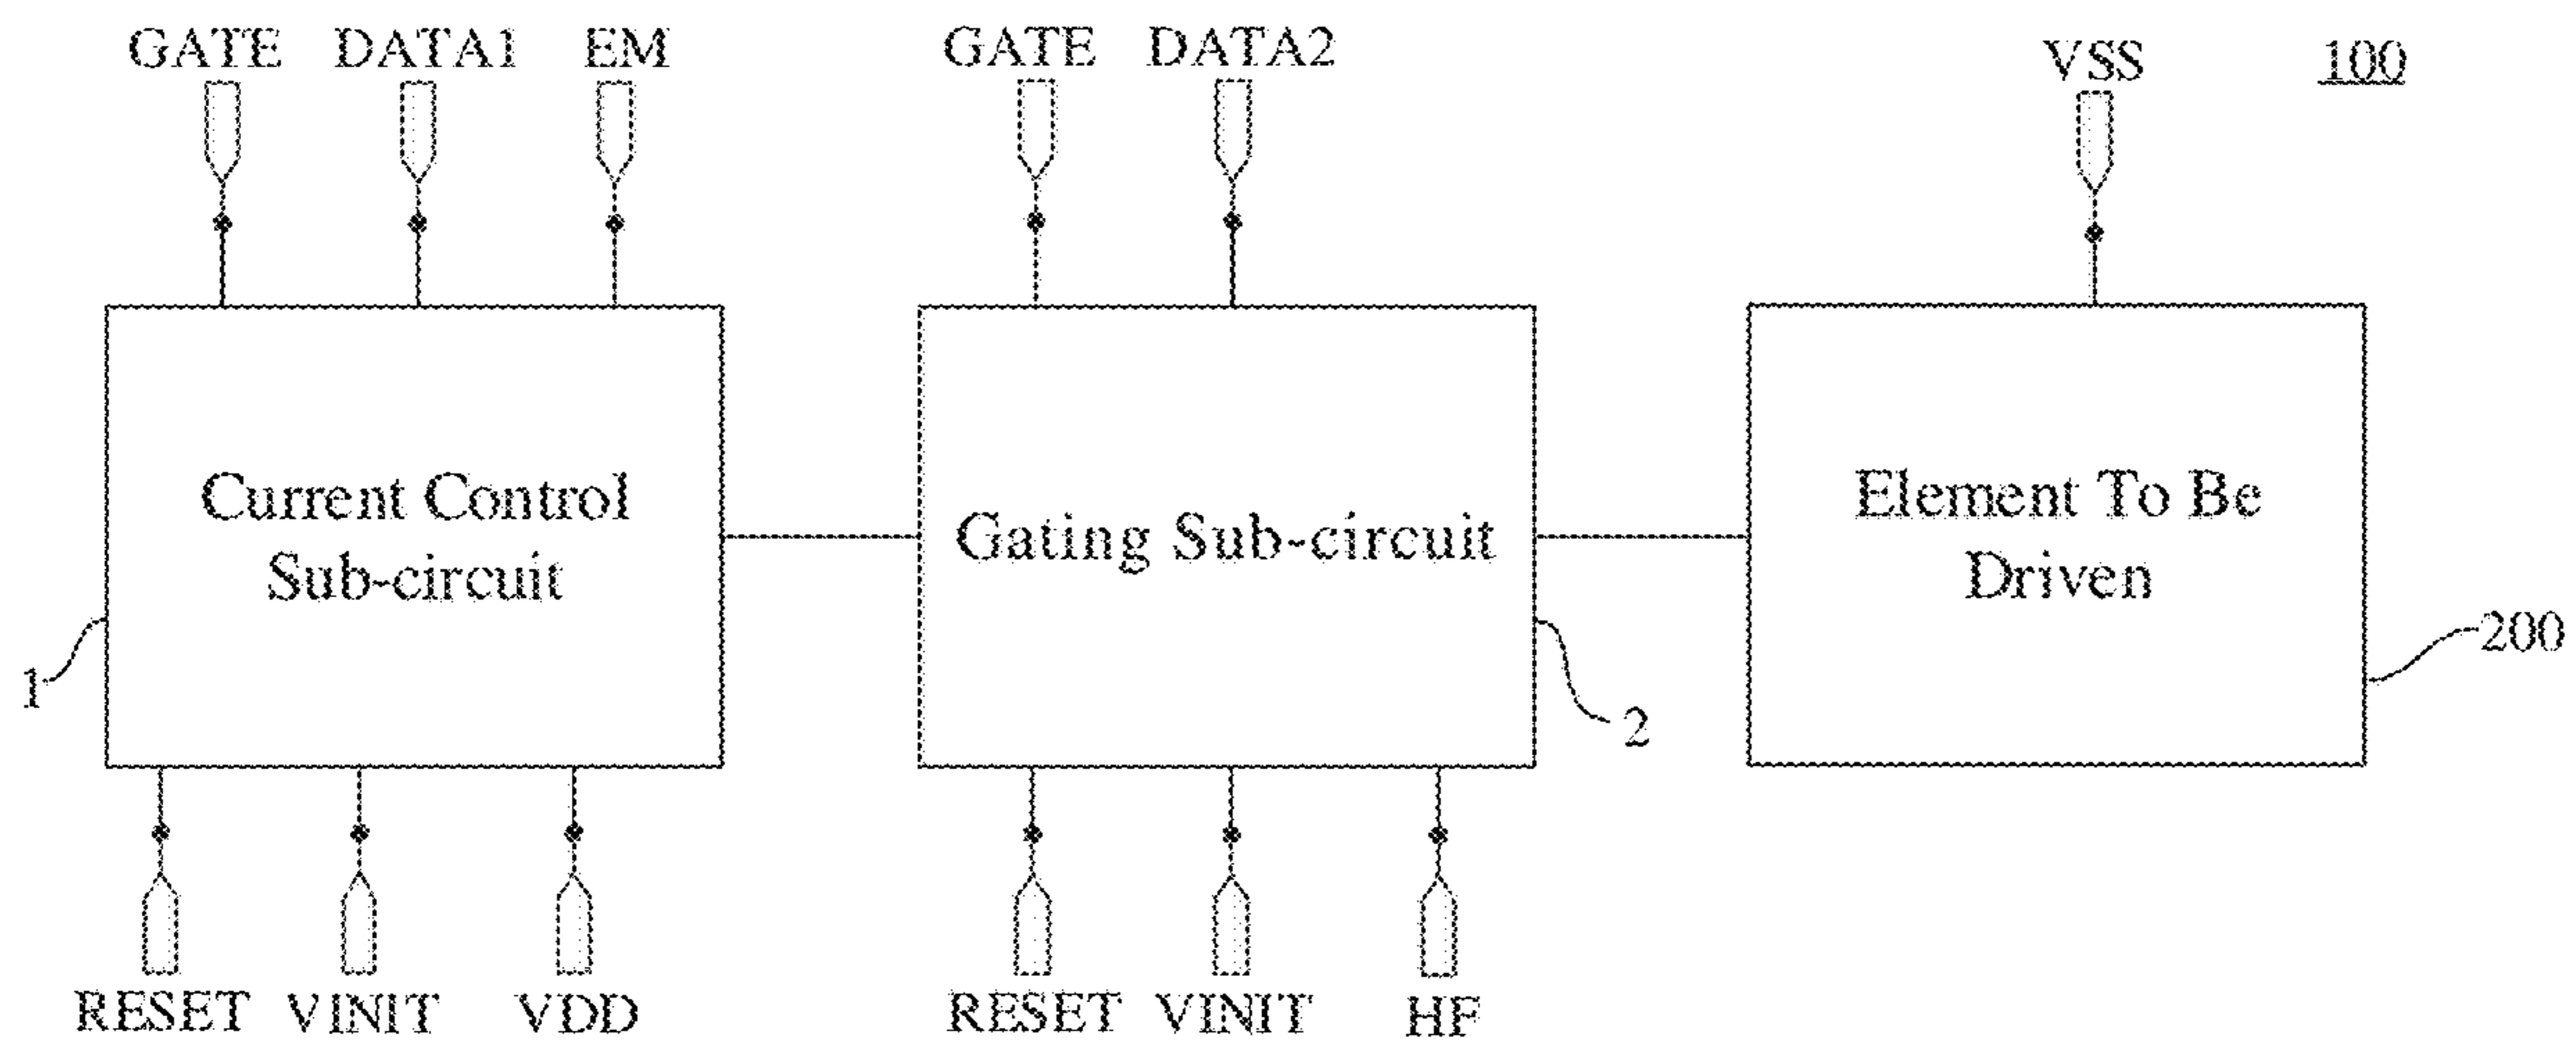 GATE DATA1 EM GATE DATA2 VSS 100
Current Control
Sub-circuit
Gating Sub-circuit
Element To Be
Driven
1
2
200
RESET VINIT VDD RESET VINIT HF